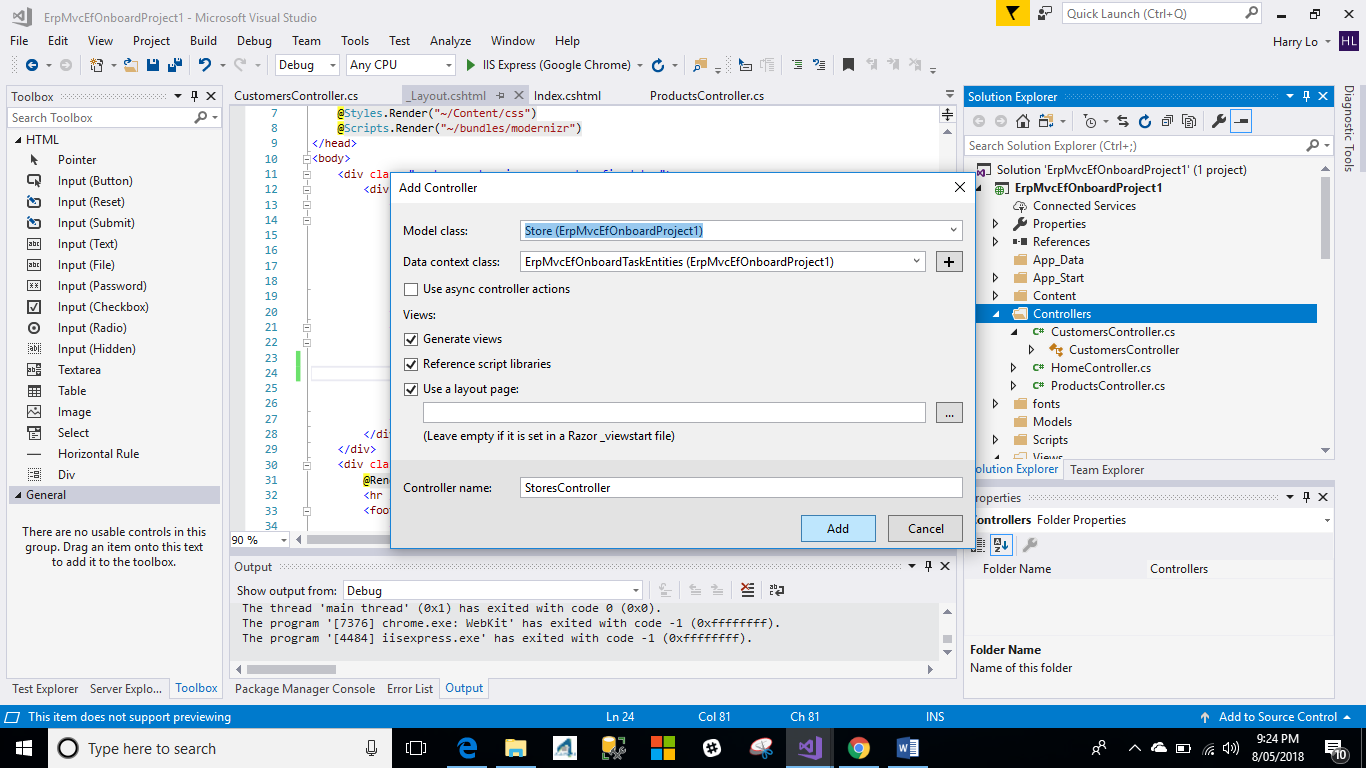 ErpMvcEfOnboardProject1 - Microsoft Visual Studio
Quick Launch (Ctrl+Q)
File Edit View Project Build Debug Team Tools Test Analyze Window Help
Harry Lo HL
Debug Any CPU IIS Express (Google Chrome)
Toolbox
Search Toolbox
HTML
Pointer
Input (Button)
Input (Reset)
Input (Submit)
Input (Text)
Input (File)
Input (Password)
Input (Checkbox)
Input (Radio)
Input (Hidden)
Textarea
Table
Image
Select
Horizontal Rule
Div
General
There are no usable controls in this
group. Drag an item onto this text
to add it to the toolbox.
Test Explorer Server Explo... Toolbox
CustomersController.cs _Layout.cshtml Index.cshtml ProductsController.cs
7 @Styles.Render("~/Content/css")
8 @Scripts.Render("~/bundles/modernizr")
9 </head>
10 <body>
11 <div clas
12 <div
13
14
15
16
17
18
19
20
21
22
23
24
25
26
27
28 </div
29 </div>
30 <div clas
31 @Ren
32 <hr
33 <foo
34
90 %
Add Controller
Model class: Store (ErpMvcEfOnboardProject1)
Data context class: ErpMvcEfOnboardTaskEntities (ErpMvcEfOnboardProject1)
Use async controller actions
Views:
Generate views
Reference script libraries
Use a layout page:
...
(Leave empty if it is set in a Razor _viewstart file)
Controller name: StoresController
Add Cancel
Output
Show output from: Debug
The thread 'main thread' (0x1) has exited with code 0 (0x0).
The program '[7376] chrome.exe: WebKit' has exited with code -1 (0xffffffff).
The program '[4484] iisexpress.exe' has exited with code -1 (0xffffffff).
Package Manager Console Error List Output
Solution Explorer
Search Solution Explorer (Ctrl+;)
Solution 'ErpMvcEfOnboardProject1' (1 project)
ErpMvcEfOnboardProject1
Connected Services
Properties
References
App_Data
App_Start
Content
Controllers
CustomersController.cs
CustomersController
HomeController.cs
ProductsController.cs
fonts
Models
Scripts
Views
olution Explorer Team Explorer
Diagnostic Tools
roperties
ontrollers Folder Properties
Folder Name Controllers
Folder Name
Name of this folder
This item does not support previewing Ln 24 Col 81 Ch 81 INS Add to Source Control
Type here to search
9:24 PM
8/05/2018
10